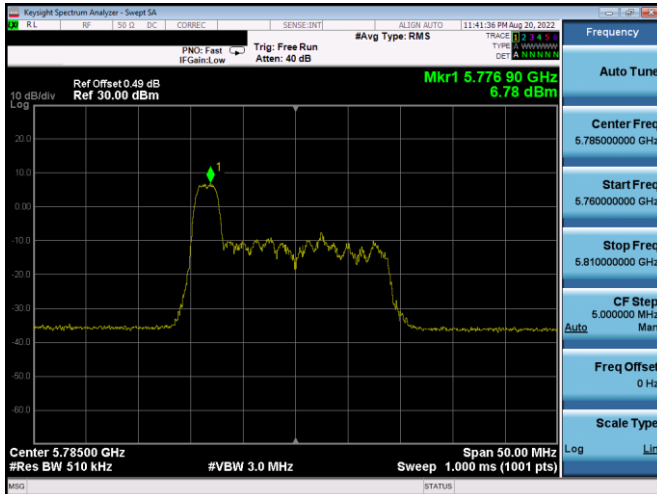 Keysight Spectrum Analyzer - Swept SA
RL RF 50 Ω DC CORREC SENSE:INT ALIGN AUTO 11:41:36 PM Aug 20, 2022
PNO: Fast
IFGain:Low
Trig: Free Run
Atten: 40 dB
#Avg Type: RMS
TRACE 1 2 3 4 5 6
TYPE A WWWWW
DET A N N N N N
Mkr1 5.776 90 GHz
6.78 dBm
10 dB/div
Log
Ref Offset 0.49 dB
Ref 30.00 dBm
20.0
10.0
0.00
-10.0
-20.0
-30.0
-40.0
-50.0
-60.0
1
Center 5.78500 GHz
#Res BW 510 kHz
#VBW 3.0 MHz
Span 50.00 MHz
Sweep 1.000 ms (1001 pts)
MSG
STATUS
Frequency
Auto Tune
Center Freq
5.785000000 GHz
Start Freq
5.760000000 GHz
Stop Freq
5.810000000 GHz
CF Step
5.000000 MHz
Auto Man
Freq Offset
0 Hz
Scale Type
Log Lin